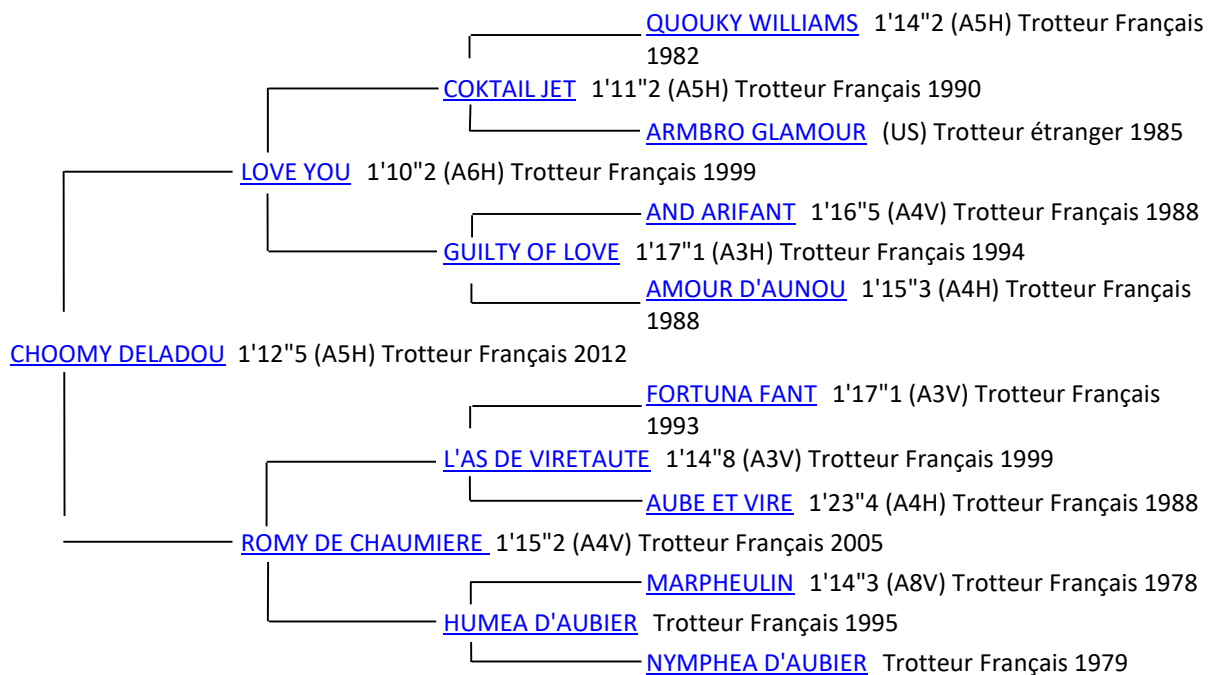 QUOUKY WILLIAMS 1'14"2 (A5H) Trotteur Français
1982
COKTAIL JET 1'11"2 (A5H) Trotteur Français 1990
ARMBRO GLAMOUR (US) Trotteur étranger 1985
LOVE YOU 1'10"2 (A6H) Trotteur Français 1999
AND ARIFANT 1'16"5 (A4V) Trotteur Français 1988
GUILTY OF LOVE 1'17"1 (A3H) Trotteur Français 1994
AMOUR D'AUNOU 1'15"3 (A4H) Trotteur Français
1988
CHOOMY DELADOU 1'12"5 (A5H) Trotteur Français 2012
FORTUNA FANT 1'17"1 (A3V) Trotteur Français
1993
L'AS DE VIRETAUTE 1'14"8 (A3V) Trotteur Français 1999
AUBE ET VIRE 1'23"4 (A4H) Trotteur Français 1988
ROMY DE CHAUMIERE 1'15"2 (A4V) Trotteur Français 2005
MARPHEULIN 1'14"3 (A8V) Trotteur Français 1978
HUMEA D'AUBIER Trotteur Français 1995
NYMPHEA D'AUBIER Trotteur Français 1979